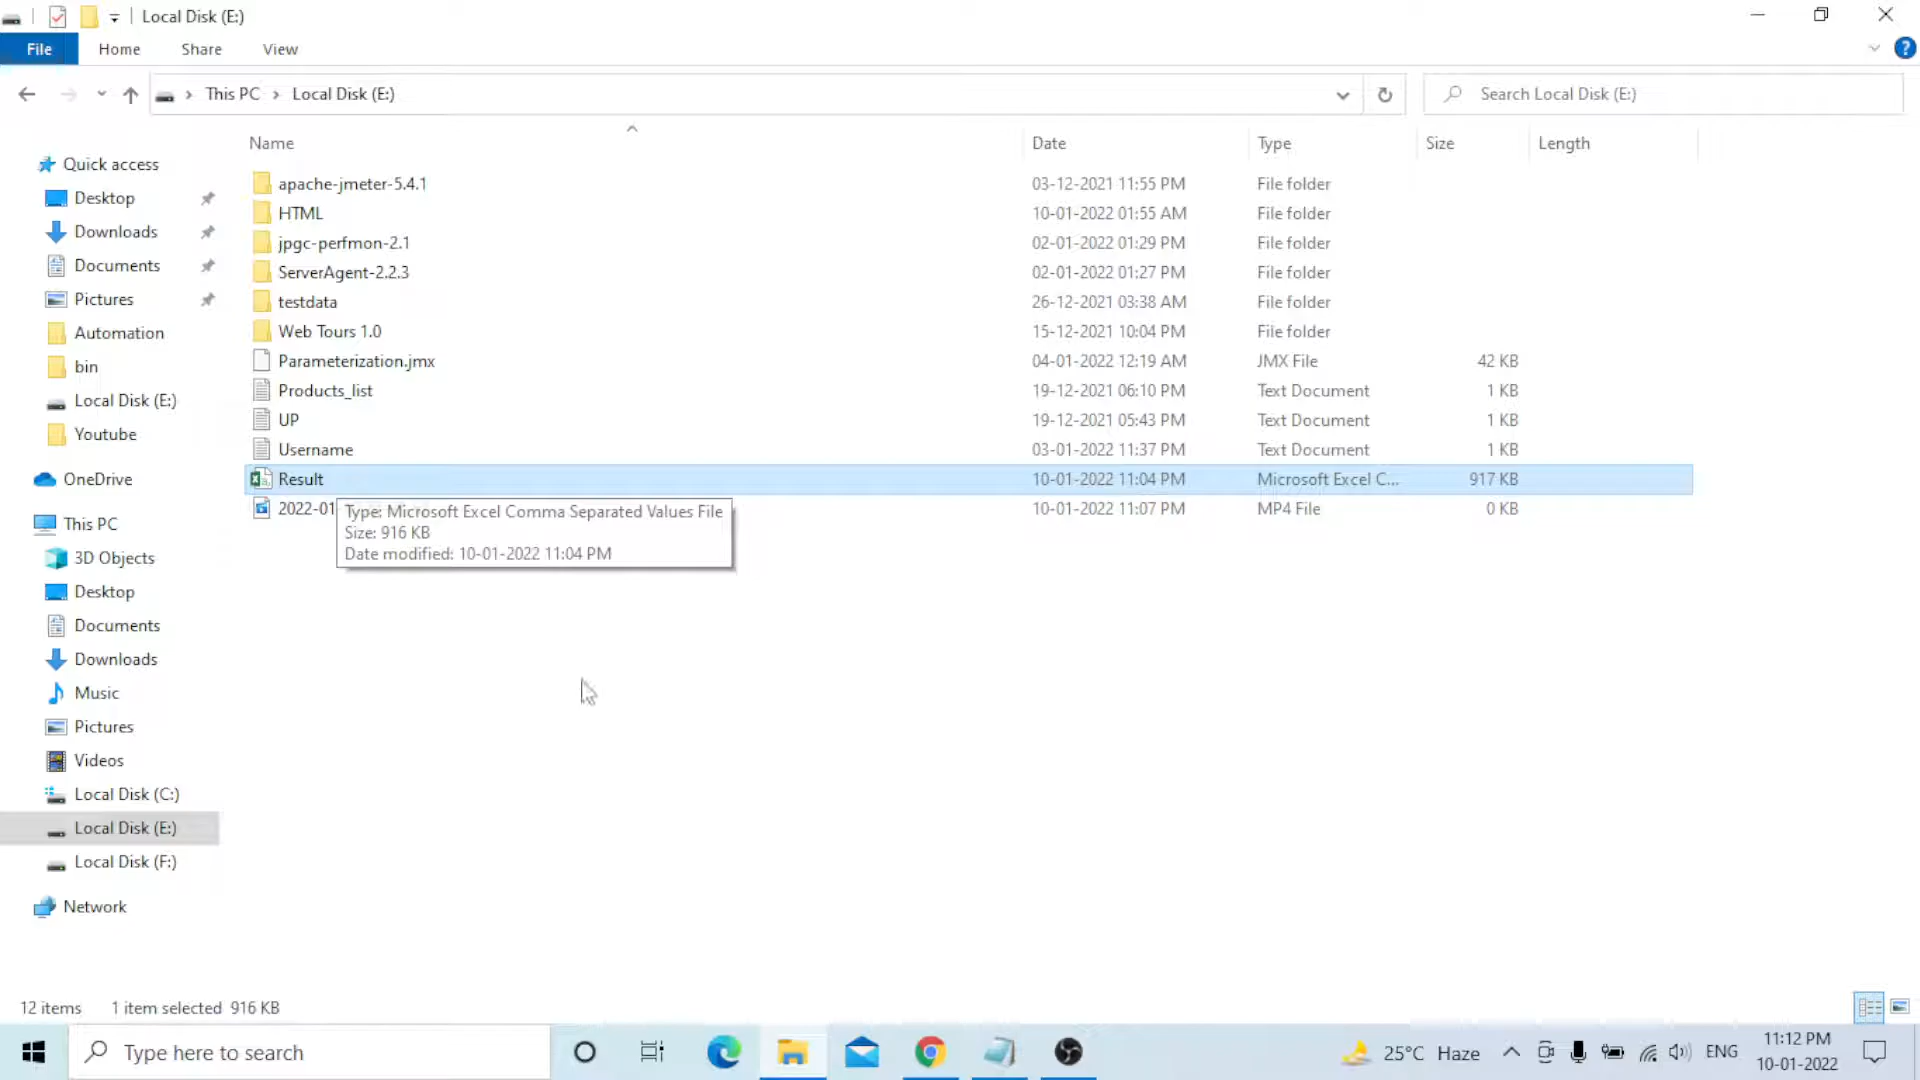 Local Disk (E:)
File Home Share View
This PC Local Disk (E:)
Search Local Disk (E:)
Name Date Type Size Length
Quick access
Desktop
Downloads
Documents
Pictures
Automation
bin
Local Disk (E:)
Youtube
OneDrive
This PC
3D Objects
Desktop
Documents
Downloads
Music
Pictures
Videos
Local Disk (C:)
Local Disk (E:)
Local Disk (F:)
Network
apache-jmeter-5.4.1 03-12-2021 11:55 PM File folder
HTML 10-01-2022 01:55 AM File folder
jpgc-perfmon-2.1 02-01-2022 01:29 PM File folder
ServerAgent-2.2.3 02-01-2022 01:27 PM File folder
testdata 26-12-2021 03:38 AM File folder
Web Tours 1.0 15-12-2021 10:04 PM File folder
Parameterization.jmx 04-01-2022 12:19 AM JMX File 42 KB
Products_list 19-12-2021 06:10 PM Text Document 1 KB
UP 19-12-2021 05:43 PM Text Document 1 KB
Username 03-01-2022 11:37 PM Text Document 1 KB
Result 10-01-2022 11:04 PM Microsoft Excel C... 917 KB
2022-01 10-01-2022 11:07 PM MP4 File 0 KB
Type: Microsoft Excel Comma Separated Values File
Size: 916 KB
Date modified: 10-01-2022 11:04 PM
12 items 1 item selected 916 KB
Type here to search
25°C Haze
ENG
11:12 PM
10-01-2022